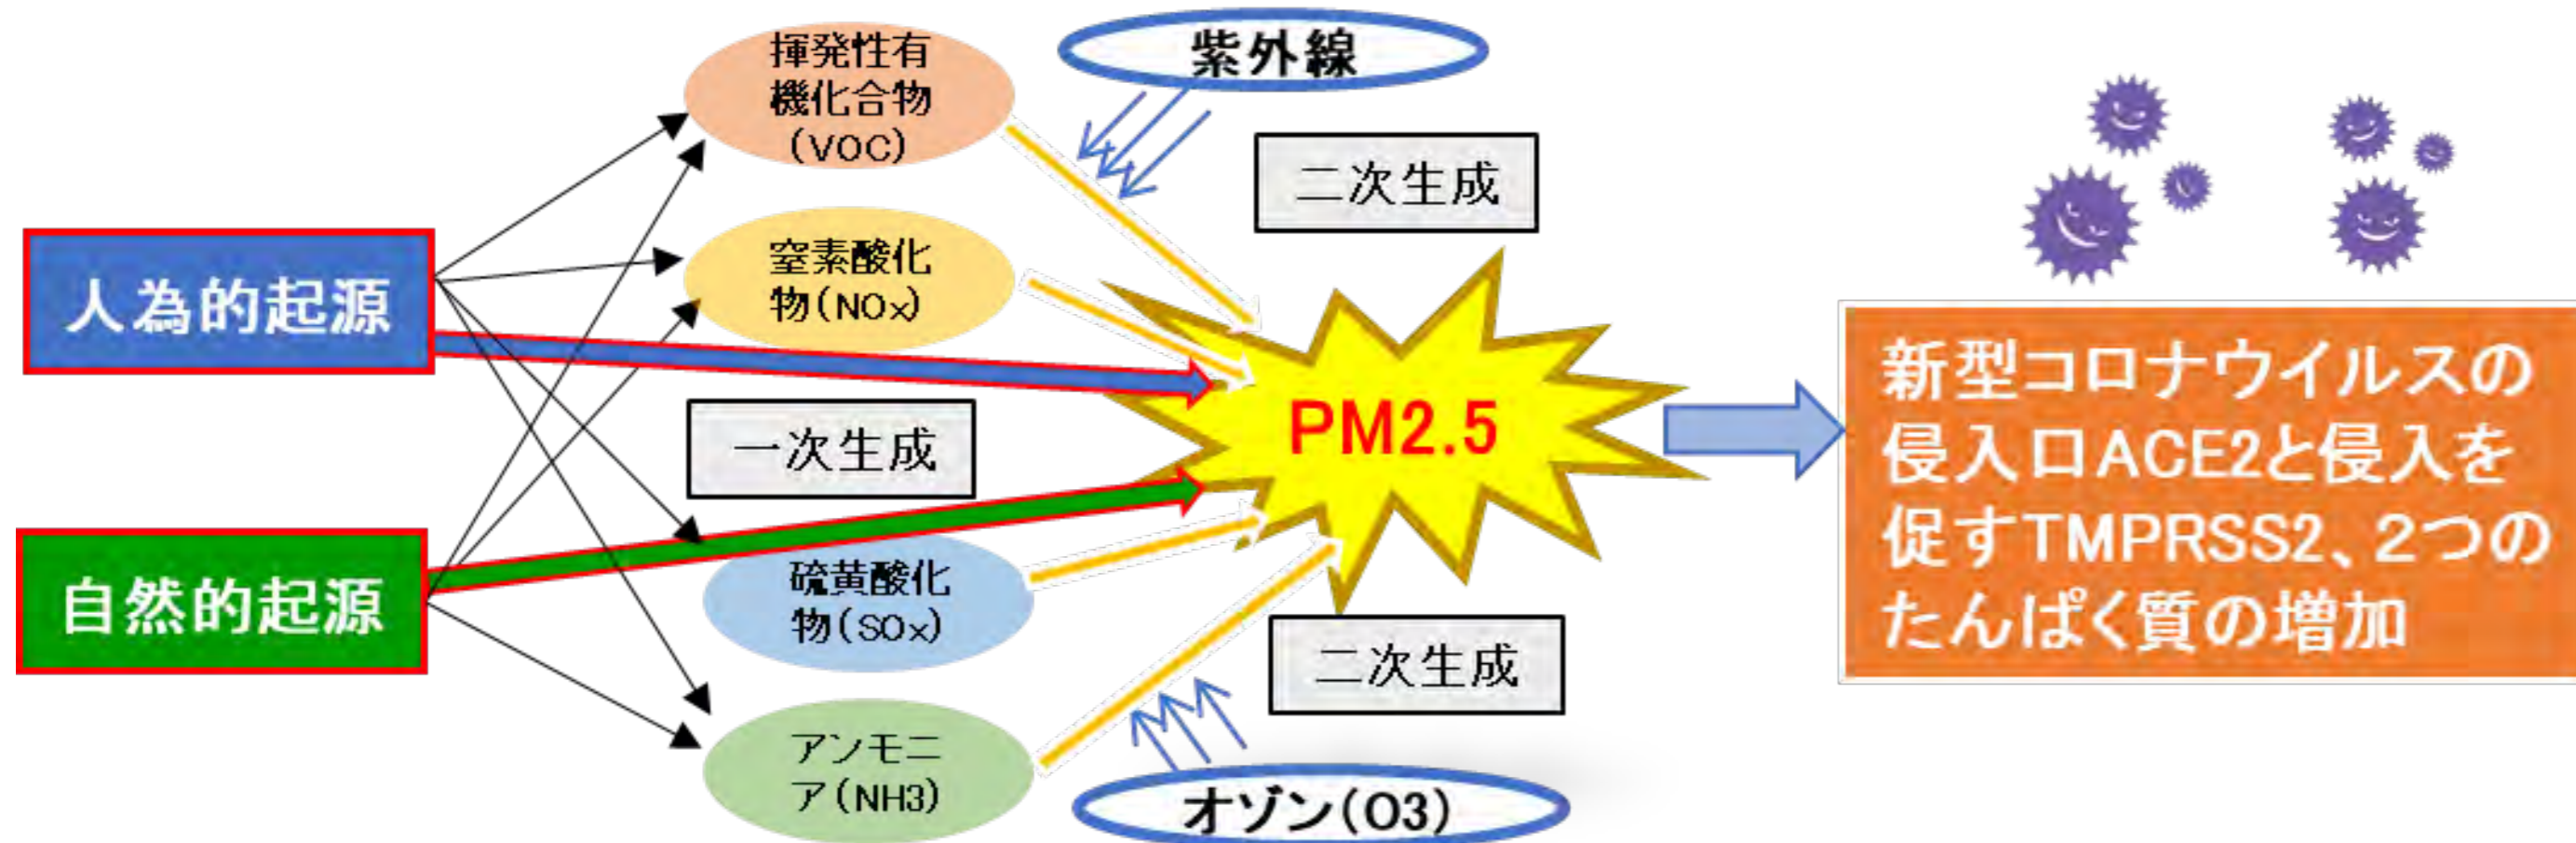 揮発性有
機化合物
(VOC)
紫外線
二次生成
窒素酸化
物(NOx)
人為的起源
一次生成
PM2.5
新型コロナウイルスの
侵入口ACE2と侵入を
促すTMPRSS2、2つの
たんぱく質の増加
自然的起源
硫黄酸化
物(SOx)
二次生成
アンモニ
ア(NH3)
オゾン(O3)